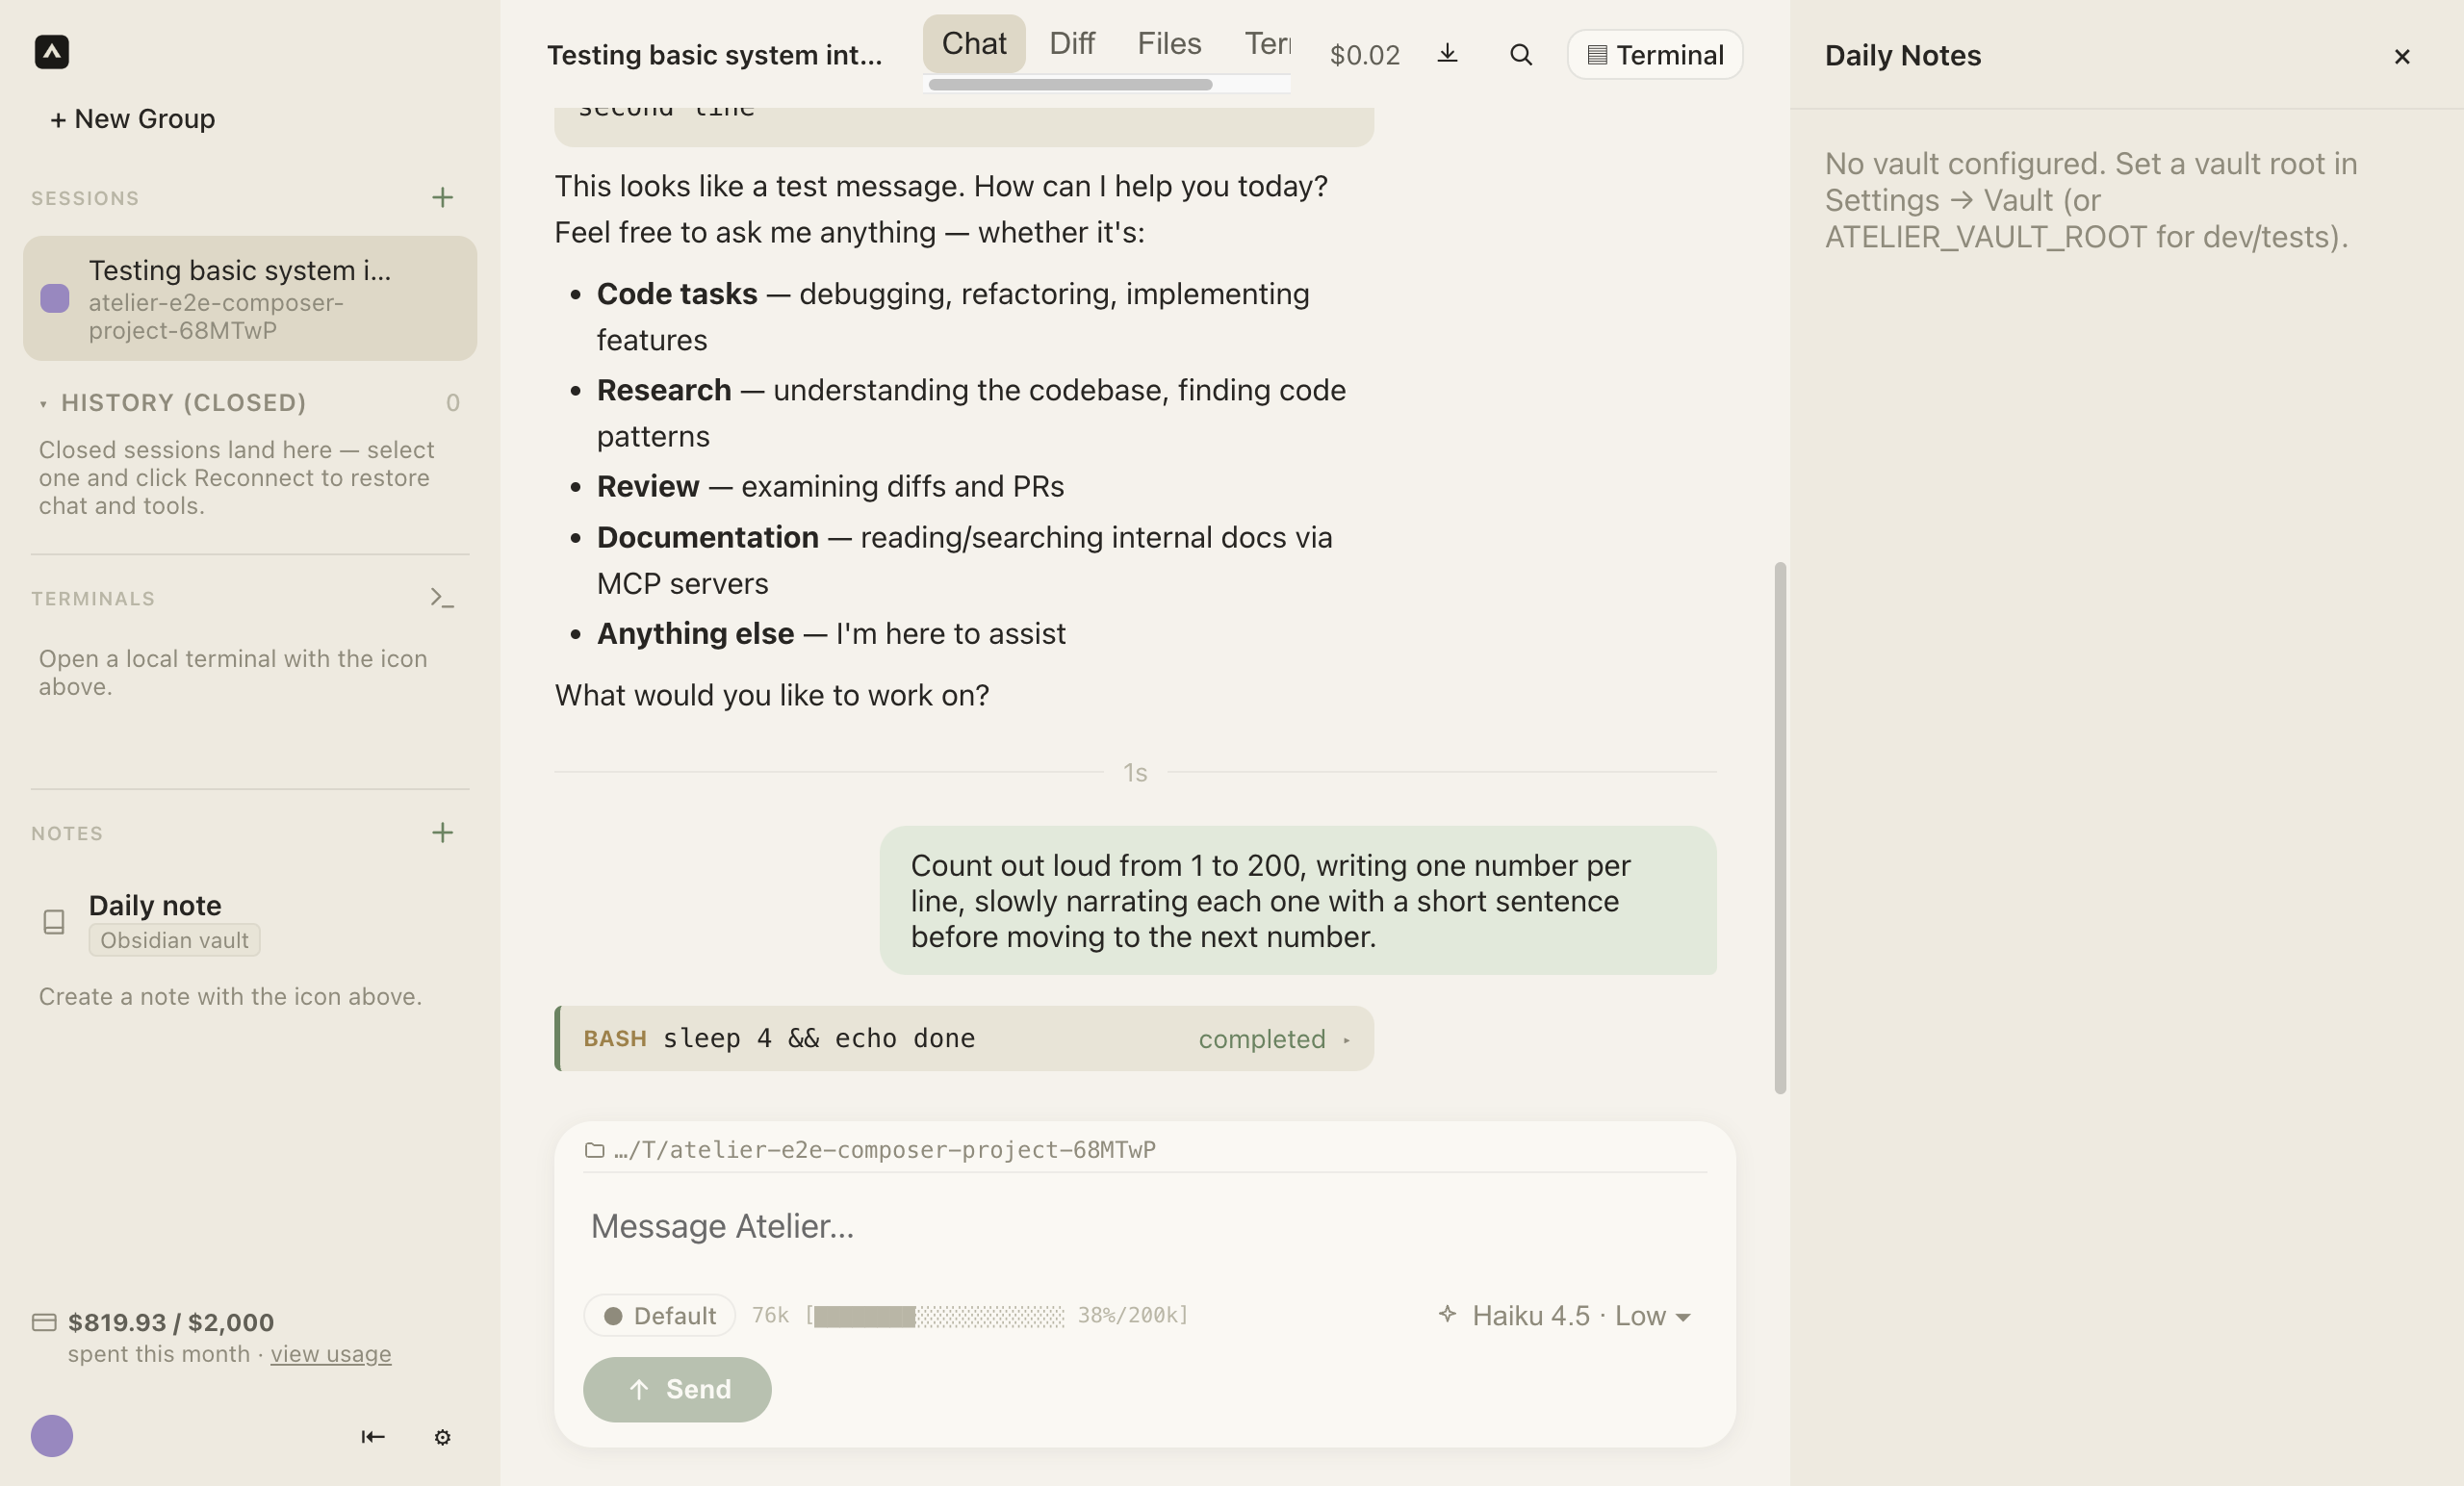 + New Group
SESSIONS
Testing basic system i...
atelier-e2e-composer-
project-68MTwP
HISTORY (CLOSED) 0
Closed sessions land here — select
one and click Reconnect to restore
chat and tools.
TERMINALS
Open a local terminal with the icon
above.
NOTES
Daily note
Obsidian vault
Create a note with the icon above.
$819.93 / $2,000
spent this month · view usage
Testing basic system int...
Chat Diff Files Ter
$0.02
Terminal
second line
This looks like a test message. How can I help you today?
Feel free to ask me anything — whether it's:
• Code tasks — debugging, refactoring, implementing
features
• Research — understanding the codebase, finding code
patterns
• Review — examining diffs and PRs
• Documentation — reading/searching internal docs via
MCP servers
• Anything else — I'm here to assist
What would you like to work on?
1s
Count out loud from 1 to 200, writing one number per
line, slowly narrating each one with a short sentence
before moving to the next number.
BASH sleep 4 && echo done completed
…/T/atelier-e2e-composer-project-68MTwP
Message Atelier...
Default 76k [ 38%/200k] Haiku 4.5 · Low
Send
Daily Notes
No vault configured. Set a vault root in
Settings → Vault (or
ATELIER_VAULT_ROOT for dev/tests).